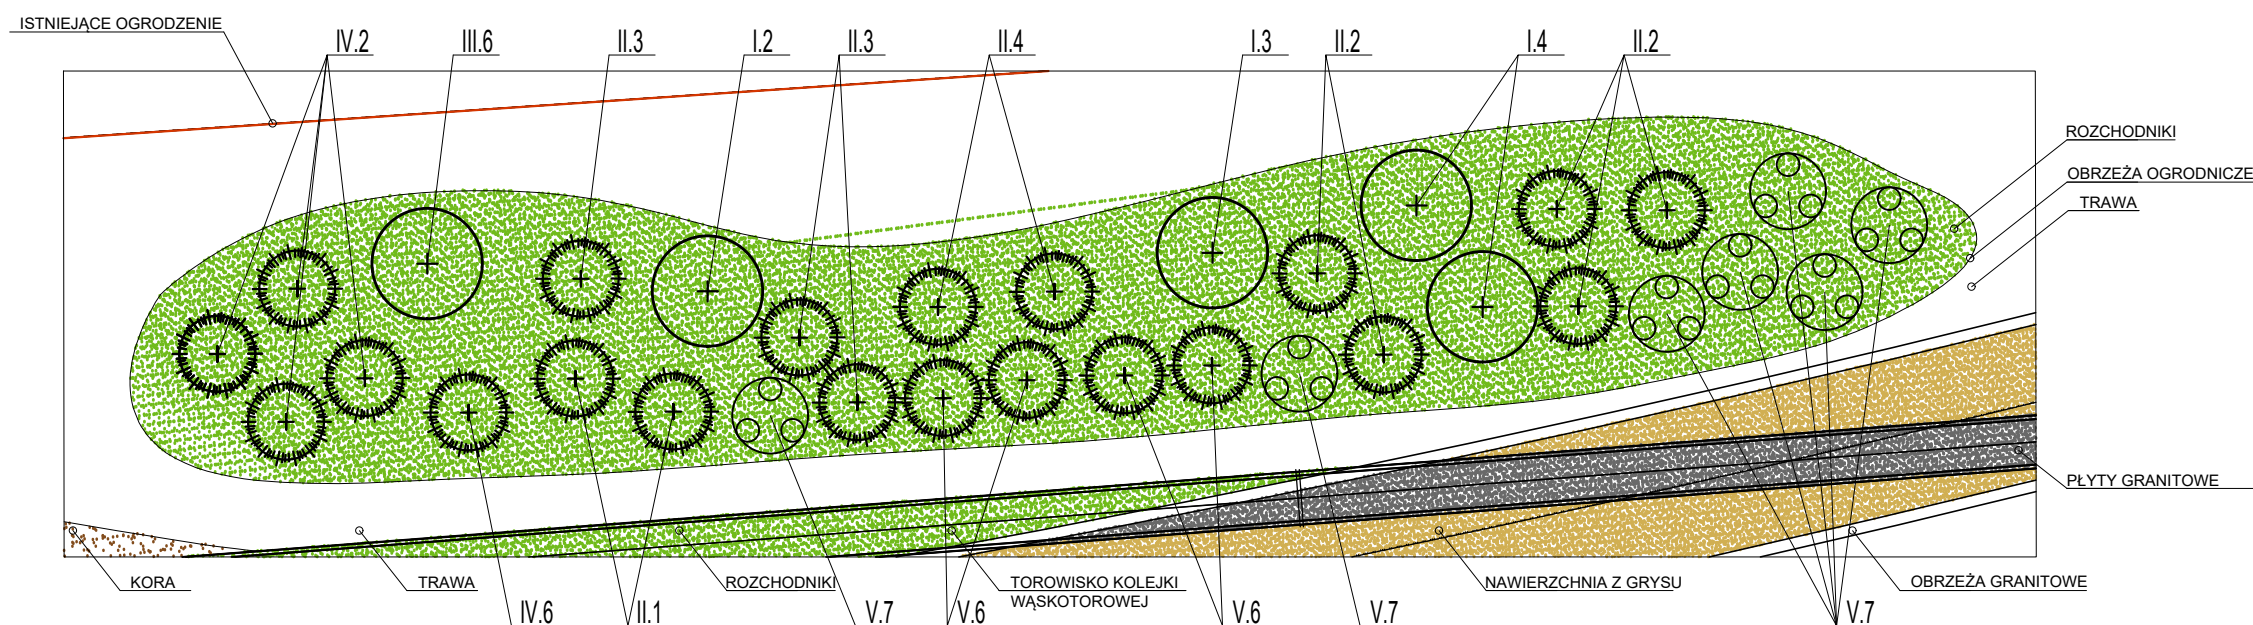 ISTNIEJĄCE OGRODZENIE
IV.2
III.6
II.3
I.2
II.3
II.4
I.3
II.2
I.4
II.2
ROZCHODNIKI
OBRZEŻA OGRODNICZE
TRAWA
PŁYTY GRANITOWE
KORA
TRAWA
ROZCHODNIKI
TOROWISKO KOLEJKI
WĄSKOTOROWEJ
NAWIERZCHNIA Z GRYSU
OBRZEŻA GRANITOWE
IV.6
II.1
V.7
V.6
V.6
V.7
V.7